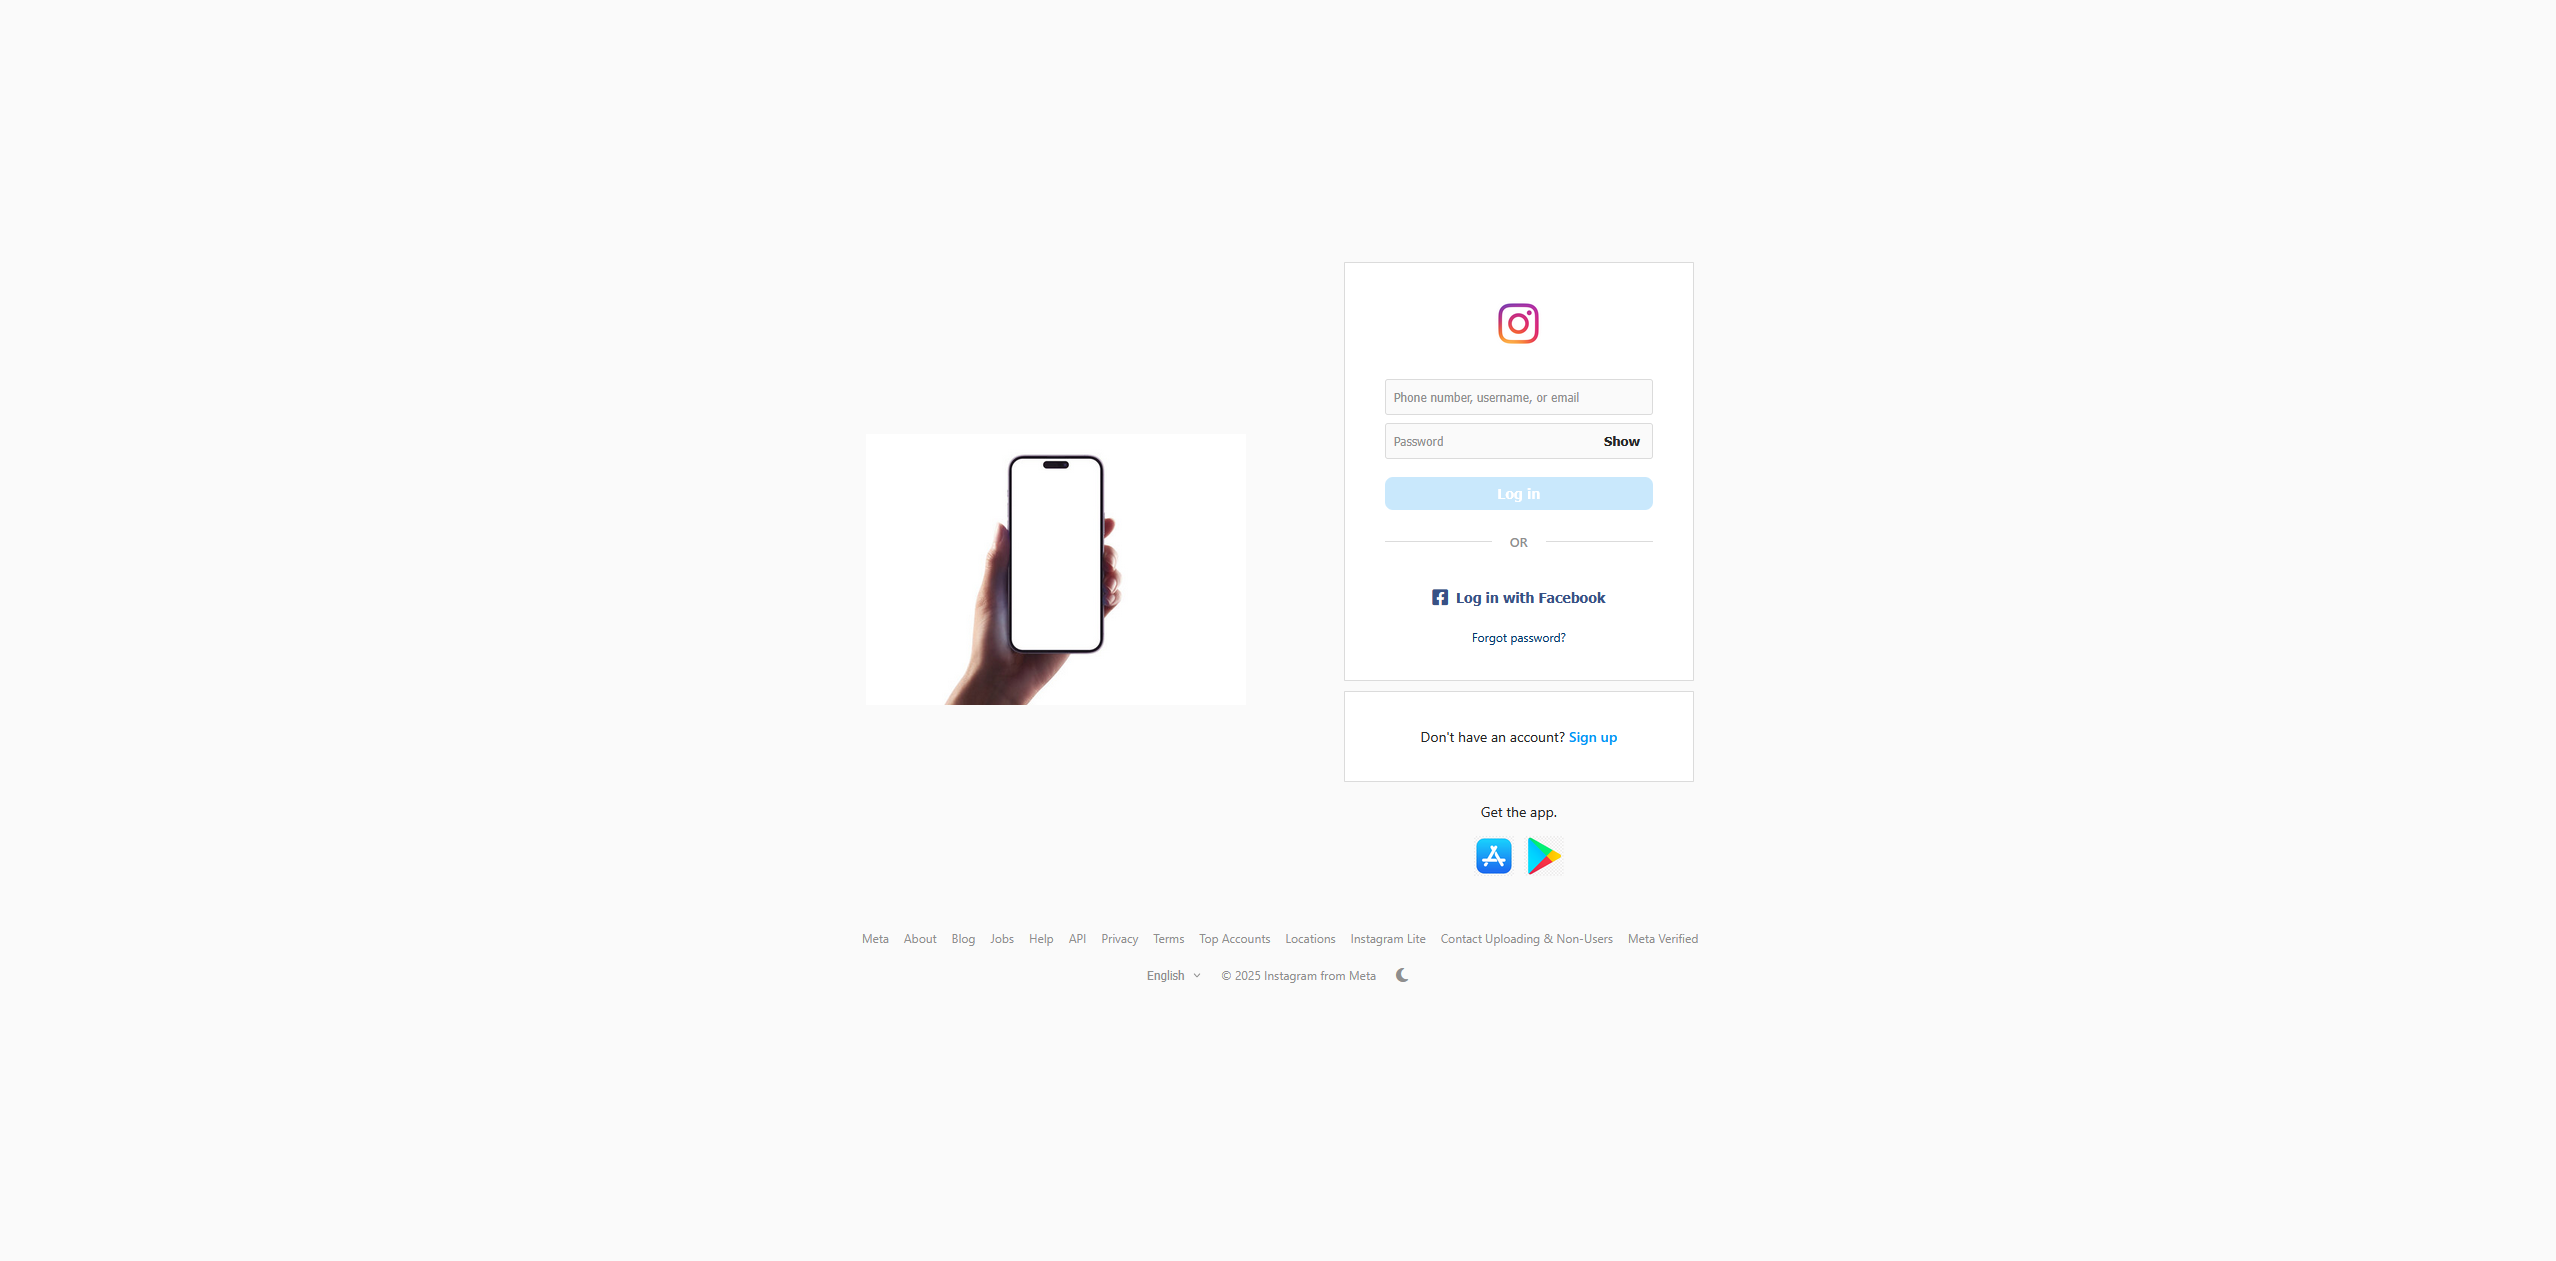 Phone number, username, or email
Password Show
Log in
OR
Log in with Facebook
Forgot password?
Don't have an account? Sign up
Get the app.
Meta About Blog Jobs Help API Privacy Terms Top Accounts Locations Instagram Lite Contact Uploading & Non-Users Meta Verified
English © 2025 Instagram from Meta